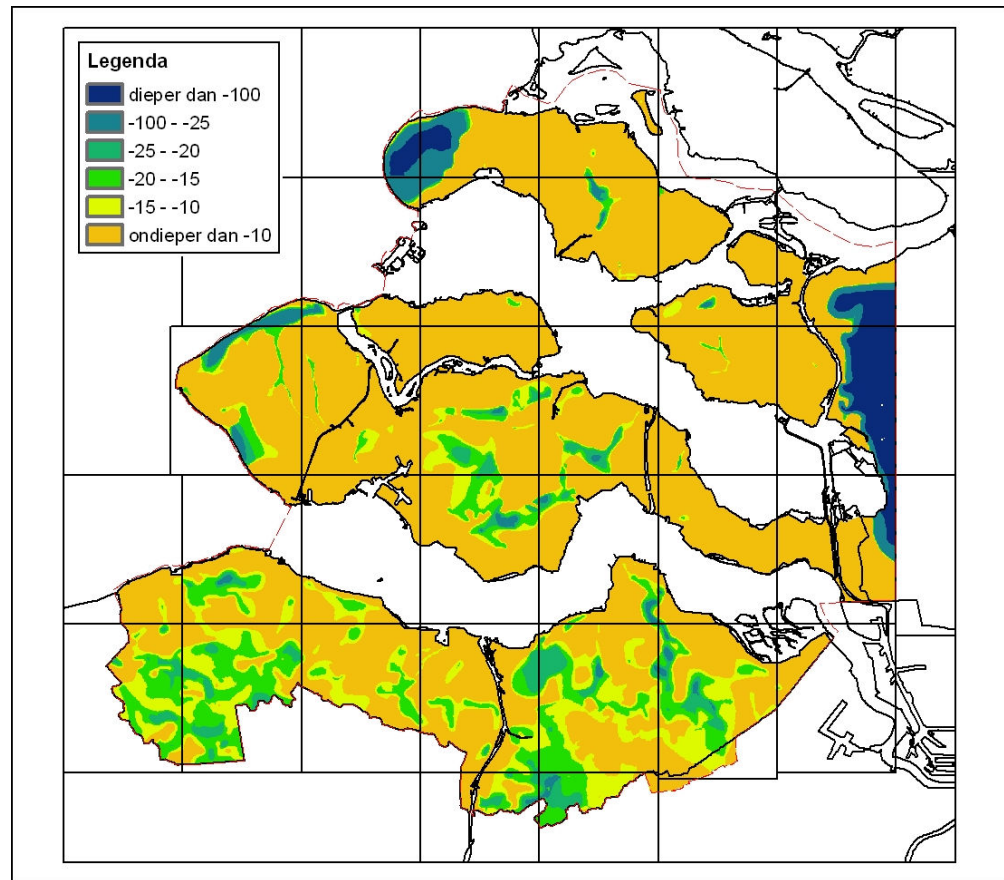 Legenda
dieper dan -100
-100 - -25
-25 - -20
-20 - -15
-15 - -10
ondieper dan -10